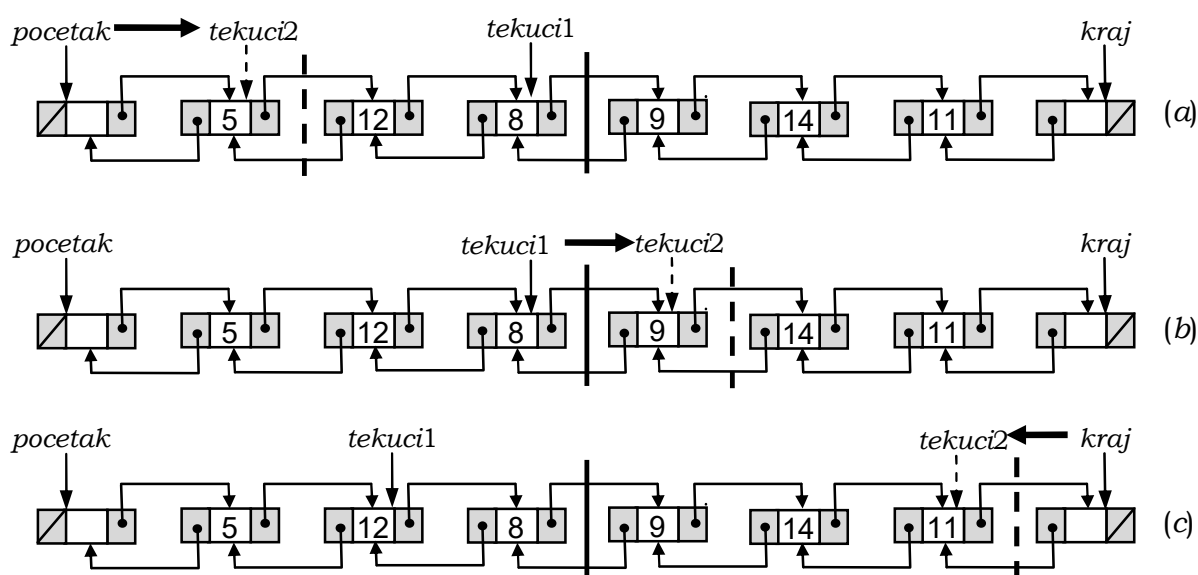 pocetak tekuci2 tekuci1 kraj
5 12 8 9 14 11 (a)
pocetak tekuci1 tekuci2 kraj
5 12 8 9 14 11 (b)
pocetak tekuci1 tekuci2 kraj
5 12 8 9 14 11 (c)